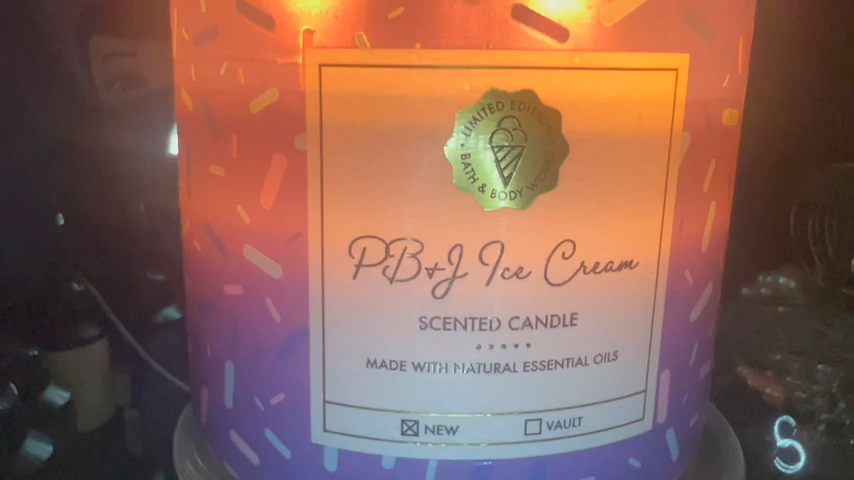 LIMITED EDITION
BATH & BODY WORKS
PB+J Ice Cream
SCENTED CANDLE
MADE WITH NATURAL ESSENTIAL OILS
NEW VAULT
S